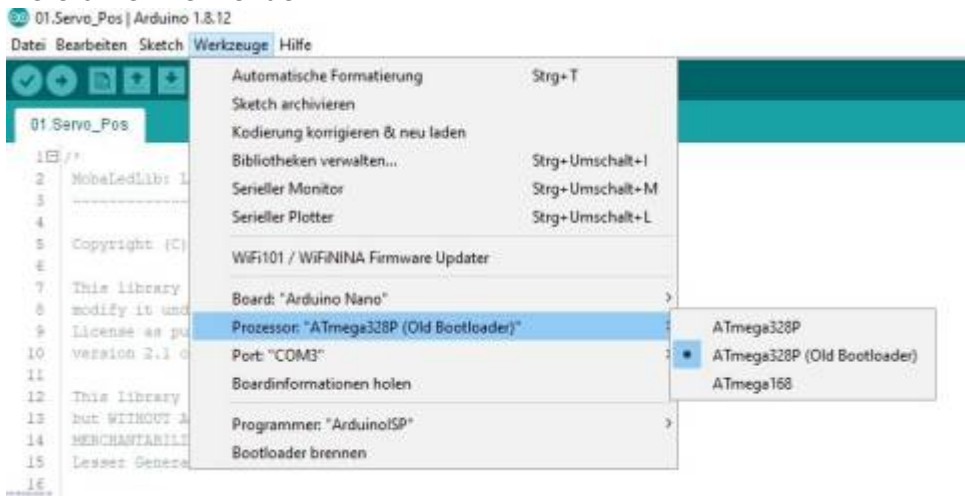 01.Servo_Pos | Arduino 1.8.12
Datei Bearbeiten Sketch Werkzeuge Hilfe
01.Servo_Pos
Automatische Formatierung Strg+T
Sketch archivieren
Kodierung korrigieren & neu laden
Bibliotheken verwalten... Strg+Umschalt+I
Serieller Monitor Strg+Umschalt+M
Serieller Plotter Strg+Umschalt+L
WiFi101 / WiFiNINA Firmware Updater
Board: "Arduino Nano"
Prozessor: "ATmega328P (Old Bootloader)"
Port: "COM3"
Boardinformationen holen
Programmer: "ArduinoISP"
Bootloader brennen
ATmega328P
ATmega328P (Old Bootloader)
ATmega168
1 /*
2 MobaLedLib: L
3 -------------
4
5 Copyright (C)
6
7 This library
8 modify it und
9 License as pu
10 version 2.1 o
11
12 This library
13 but WITHOUT A
14 MERCHANTABILI
15 Lesser Genera
16